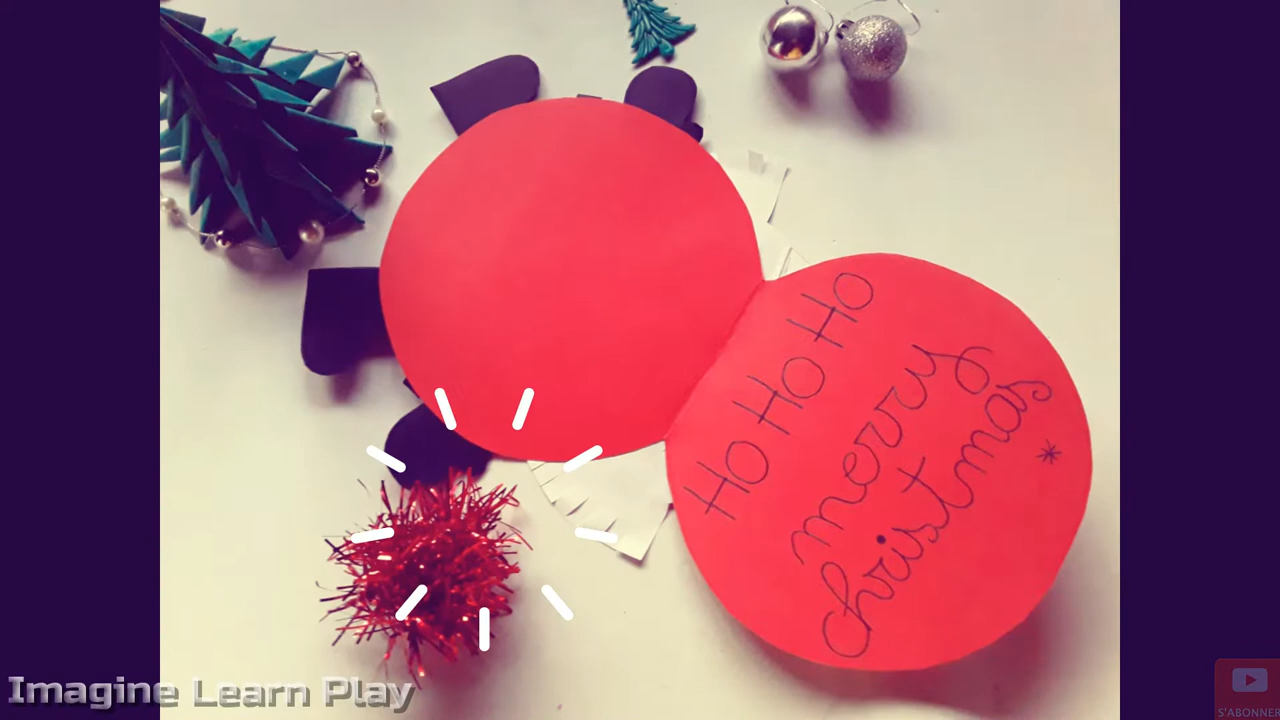 HO HO HO
merry
christmas
Imagine Learn Play
S'ABONNER